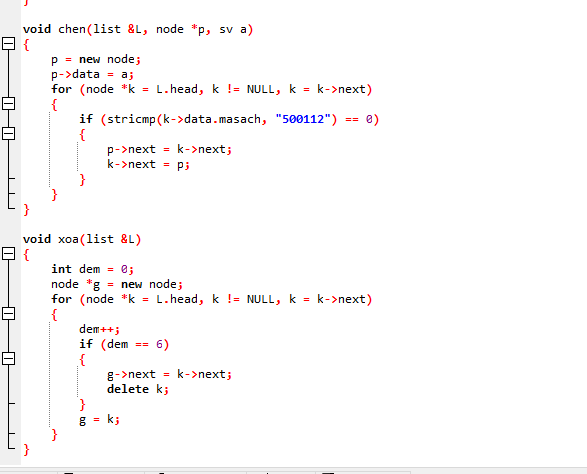 }
void chen(list &L, node *p, sv a)
{
p = new node;
p->data = a;
for (node *k = L.head, k != NULL, k = k->next)
{
if (stricmp(k->data.masach, "500112") == 0)
{
p->next = k->next;
k->next = p;
}
}
}
void xoa(list &L)
{
int dem = 0;
node *g = new node;
for (node *k = L.head, k != NULL, k = k->next)
{
dem++;
if (dem == 6)
{
g->next = k->next;
delete k;
}
g = k;
}
}